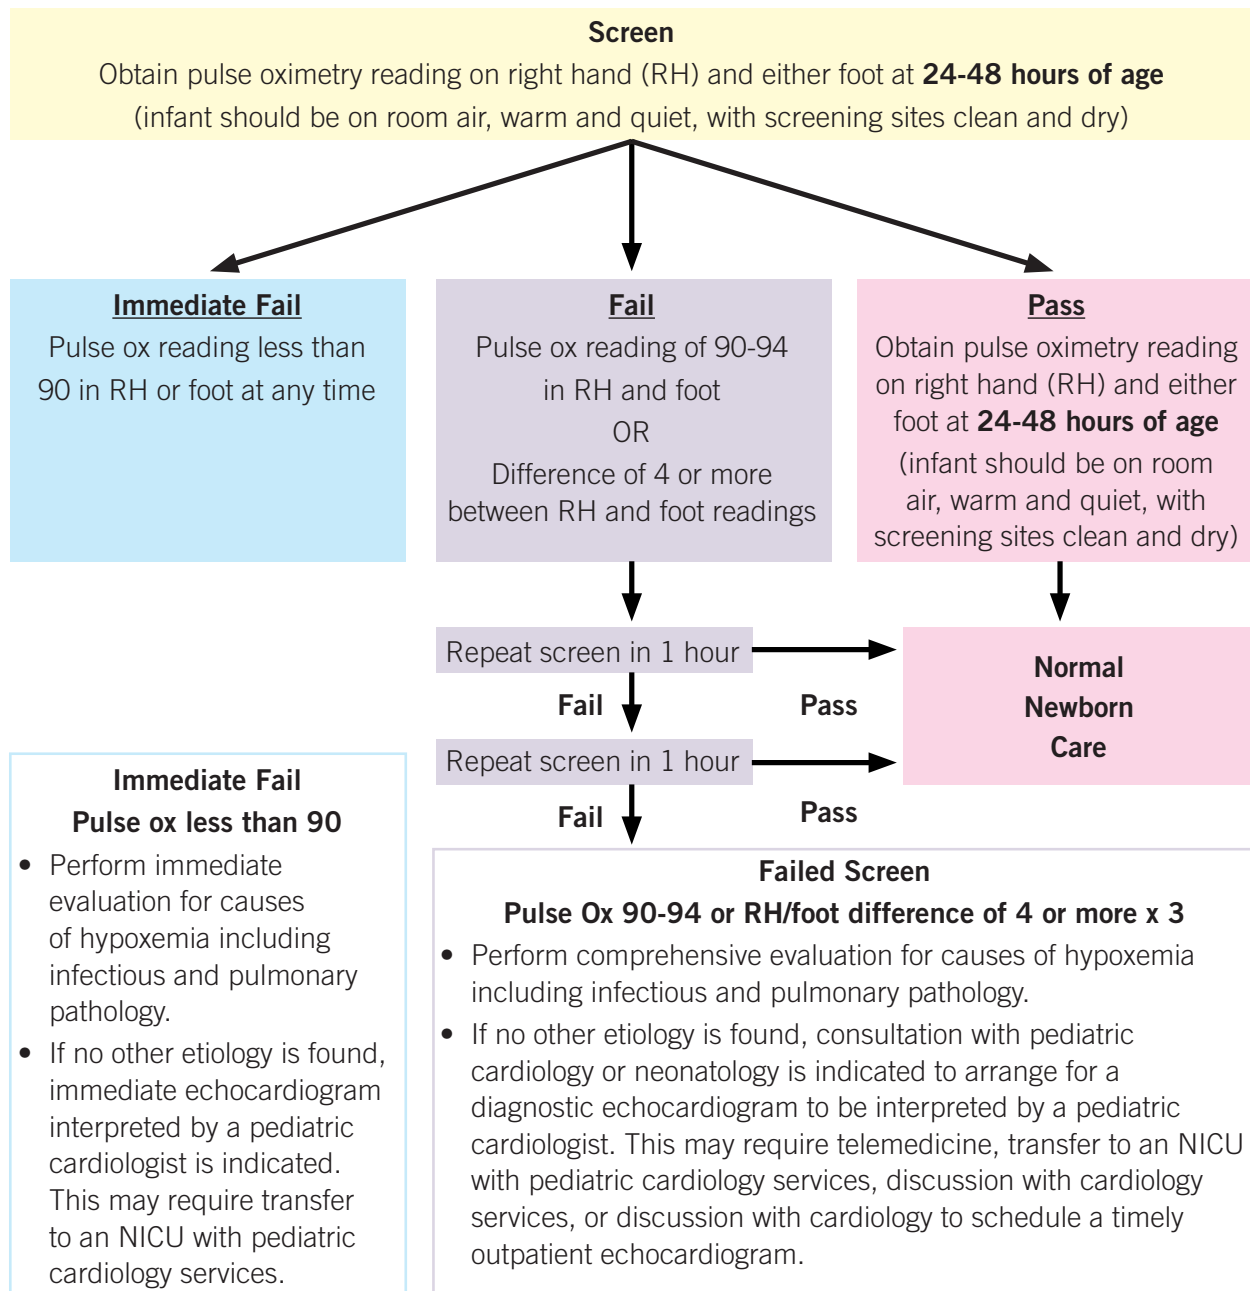 Screen
Obtain pulse oximetry reading on right hand (RH) and either foot at 24-48 hours of age
(infant should be on room air, warm and quiet, with screening sites clean and dry)
Immediate Fail
Pulse ox reading less than
90 in RH or foot at any time
Fail
Pulse ox reading of 90-94
in RH and foot
OR
Difference of 4 or more
between RH and foot readings
Pass
Obtain pulse oximetry reading
on right hand (RH) and either
foot at 24-48 hours of age
(infant should be on room
air, warm and quiet, with
screening sites clean and dry)
Repeat screen in 1 hour
Fail
Pass
Normal
Newborn
Care
Repeat screen in 1 hour
Fail
Pass
Immediate Fail
Pulse ox less than 90
• Perform immediate
evaluation for causes
of hypoxemia including
infectious and pulmonary
pathology.
• If no other etiology is found,
immediate echocardiogram
interpreted by a pediatric
cardiologist is indicated.
This may require transfer
to an NICU with pediatric
cardiology services.
Failed Screen
Pulse Ox 90-94 or RH/foot difference of 4 or more x 3
• Perform comprehensive evaluation for causes of hypoxemia
including infectious and pulmonary pathology.
• If no other etiology is found, consultation with pediatric
cardiology or neonatology is indicated to arrange for a
diagnostic echocardiogram to be interpreted by a pediatric
cardiologist. This may require telemedicine, transfer to an NICU
with pediatric cardiology services, discussion with cardiology
services, or discussion with cardiology to schedule a timely
outpatient echocardiogram.